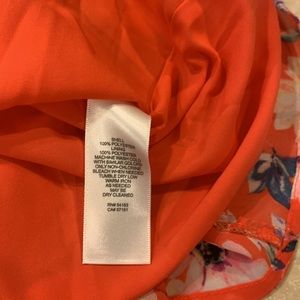 SHELL
100% POLYESTER
LINING
100% POLYESTER
MACHINE WASH COLD
WITH SIMILAR COLORS
ONLY NON-CHLORINE
BLEACH WHEN NEEDED
TUMBLE DRY LOW
WARM IRON
AS NEEDED
MAY BE
DRY CLEANED
RN# 54163
CA# 57151